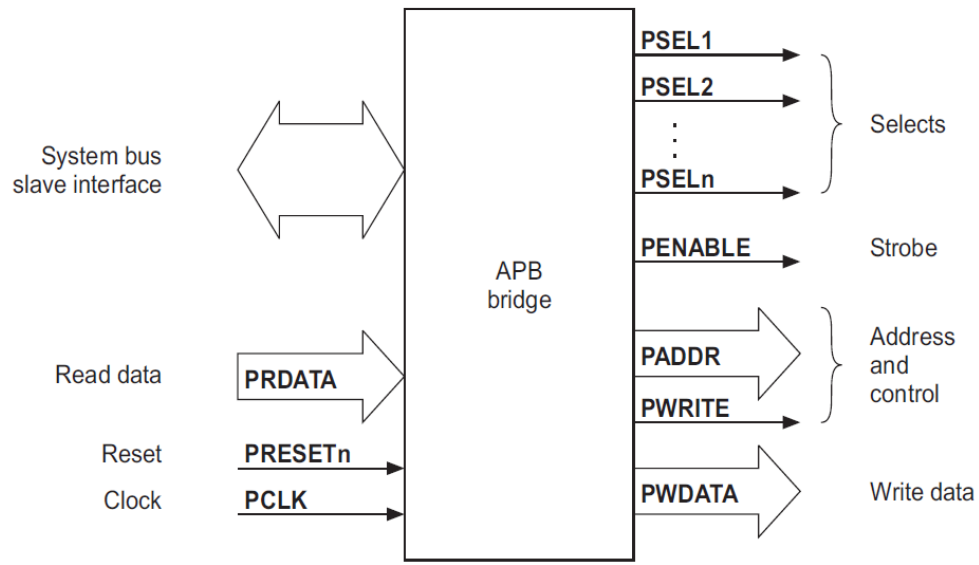 System bus
slave interface
Read data
PRDATA
Reset
PRESETn
Clock
PCLK
APB
bridge
PSEL1
PSEL2
PSELn
Selects
PENABLE
Strobe
PADDR
PWRITE
Address
and
control
PWDATA
Write data